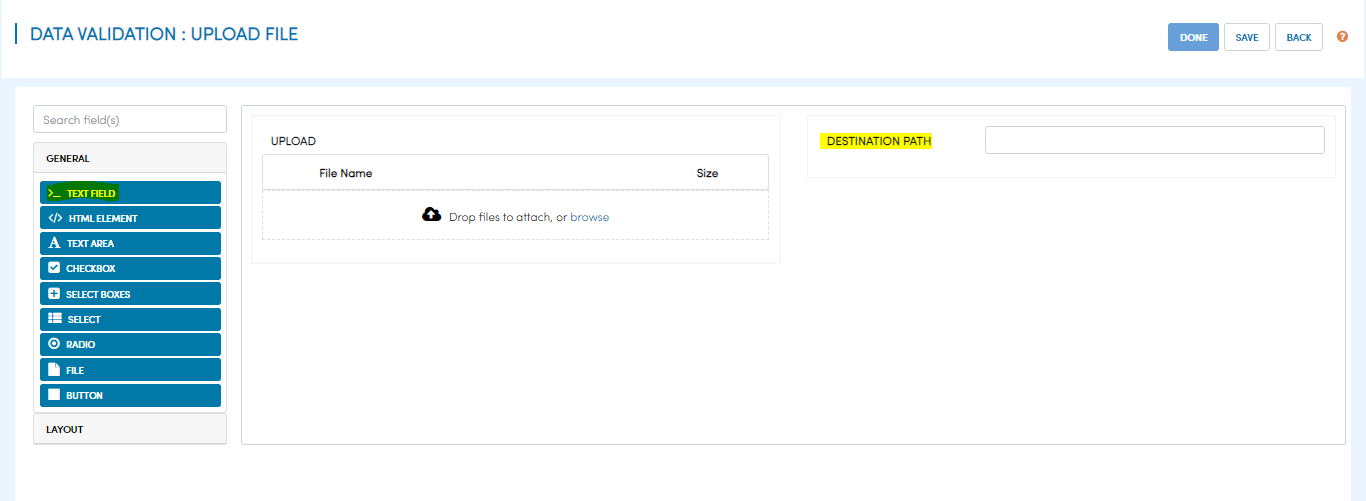 DATA VALIDATION : UPLOAD FILE
DONE
SAVE
BACK
?
Search field(s)
GENERAL
>_ TEXT FIELD
</> HTML ELEMENT
A TEXT AREA
CHECKBOX
SELECT BOXES
SELECT
RADIO
FILE
BUTTON
LAYOUT
UPLOAD
File Name Size
Drop files to attach, or browse
DESTINATION PATH